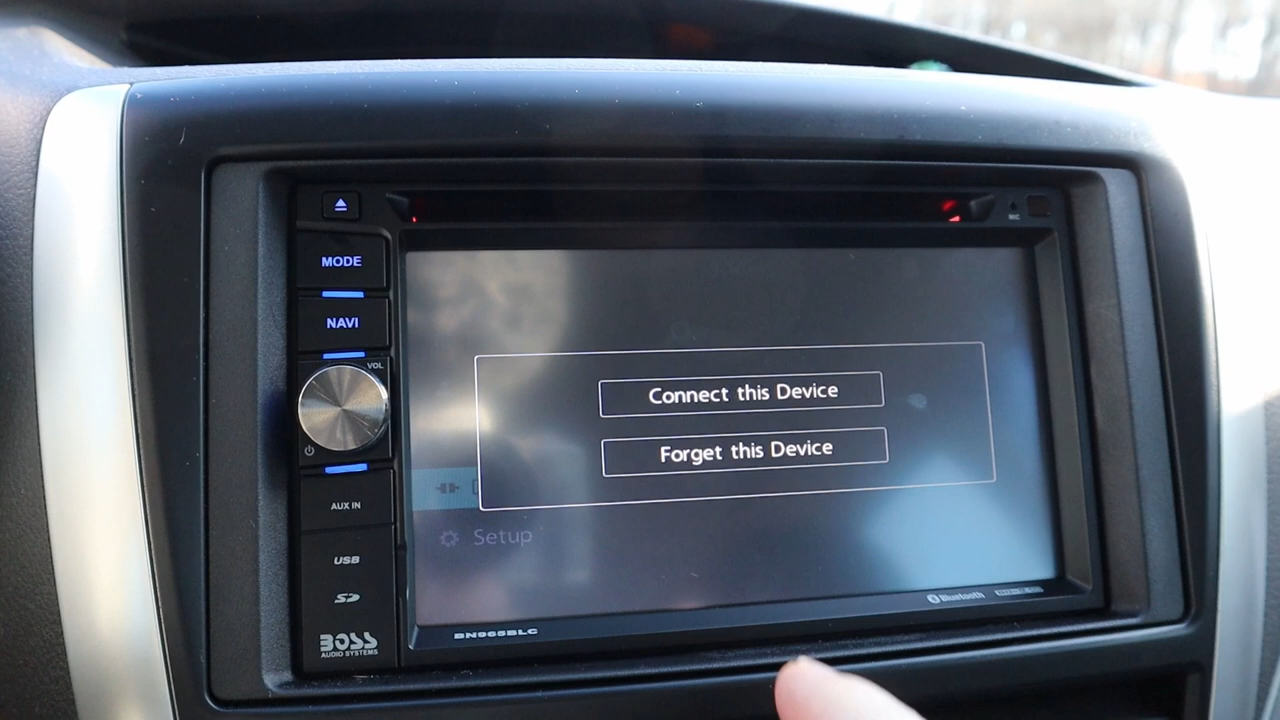 MIC
MODE
NAVI
VOL
Connect this Device
Forget this Device
AUX IN
Setup
USB
SD
Bluetooth
BN965BLC
BOSS
AUDIO SYSTEMS